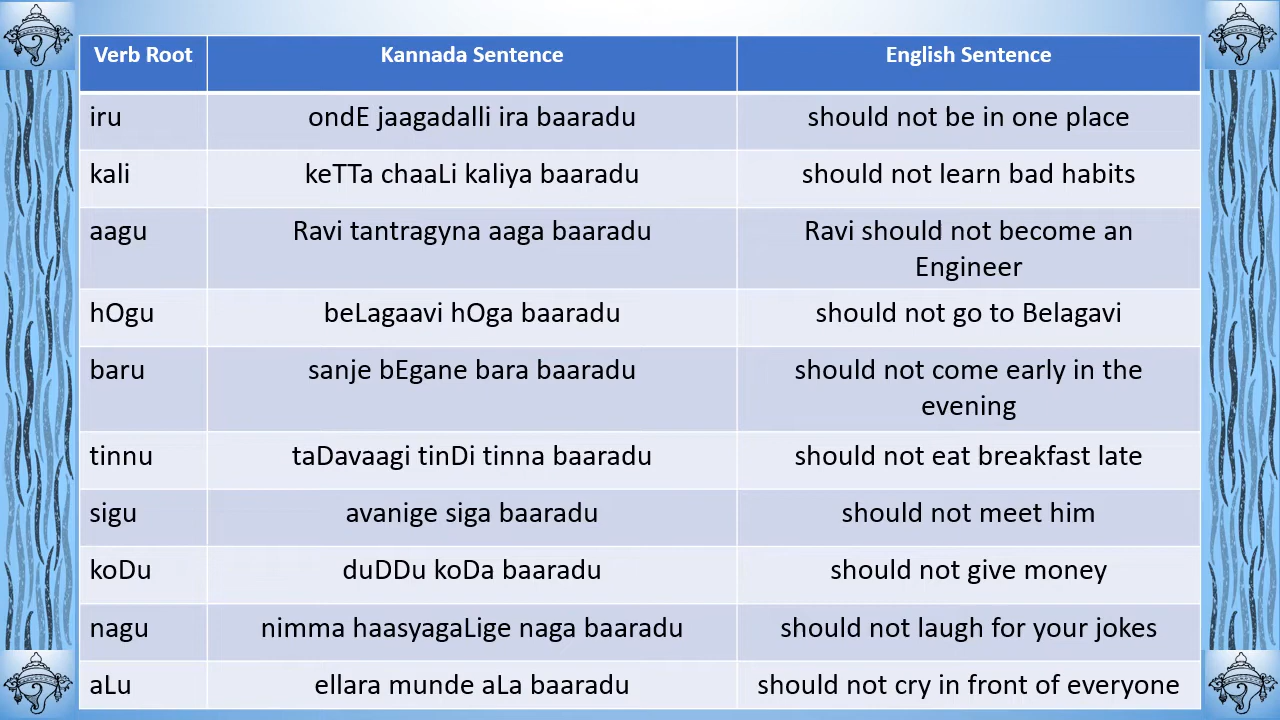 Verb Root Kannada Sentence English Sentence
iru ondE jaagadalli ira baaradu should not be in one place
kali keTTa chaaLi kaliya baaradu should not learn bad habits
aagu Ravi tantragyna aaga baaradu Ravi should not become an
Engineer
hOgu beLagaavi hOga baaradu should not go to Belagavi
baru sanje bEgane bara baaradu should not come early in the
evening
tinnu taDavaagi tinDi tinna baaradu should not eat breakfast late
sigu avanige siga baaradu should not meet him
koDu duDDu koDa baaradu should not give money
nagu nimma haasyagaLige naga baaradu should not laugh for your jokes
aLu ellara munde aLa baaradu should not cry in front of everyone